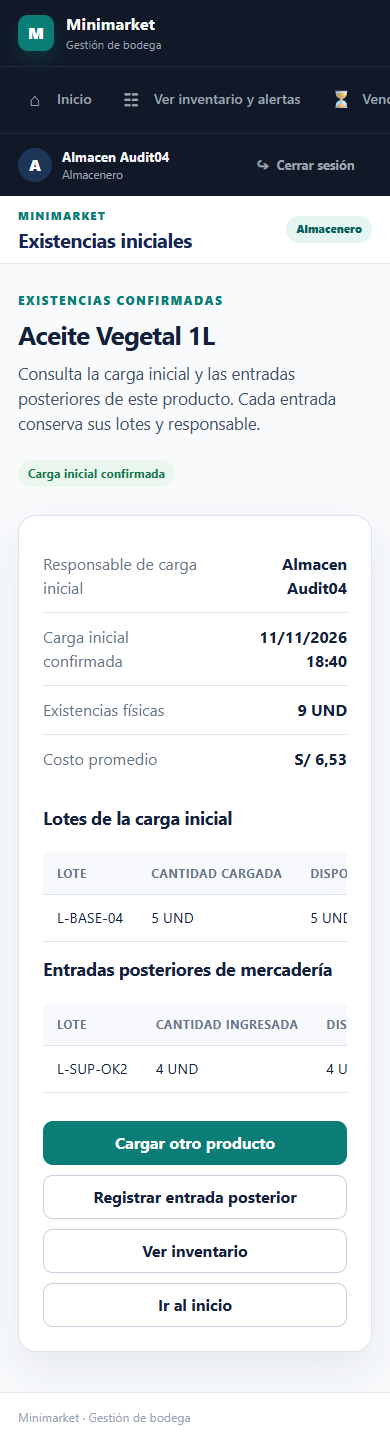 M
Minimarket
Gestión de bodega
Inicio
Ver inventario y alertas
A
Almacen Audit04
Almacenero
Cerrar sesión
MINIMARKET
Existencias iniciales
Almacenero
EXISTENCIAS CONFIRMADAS
Aceite Vegetal 1L
Consulta la carga inicial y las entradas
posteriores de este producto. Cada entrada
conserva sus lotes y responsable.
Carga inicial confirmada
Responsable de carga
inicial
Almacen
Audit04
Carga inicial
confirmada
11/11/2026
18:40
Existencias físicas
9 UND
Costo promedio
S/ 6,53
Lotes de la carga inicial
LOTE
CANTIDAD CARGADA
L-BASE-04
5 UND
5 UND
Entradas posteriores de mercadería
LOTE
CANTIDAD INGRESADA
L-SUP-OK2
4 UND
4
Cargar otro producto
Registrar entrada posterior
Ver inventario
Ir al inicio
Minimarket · Gestión de bodega